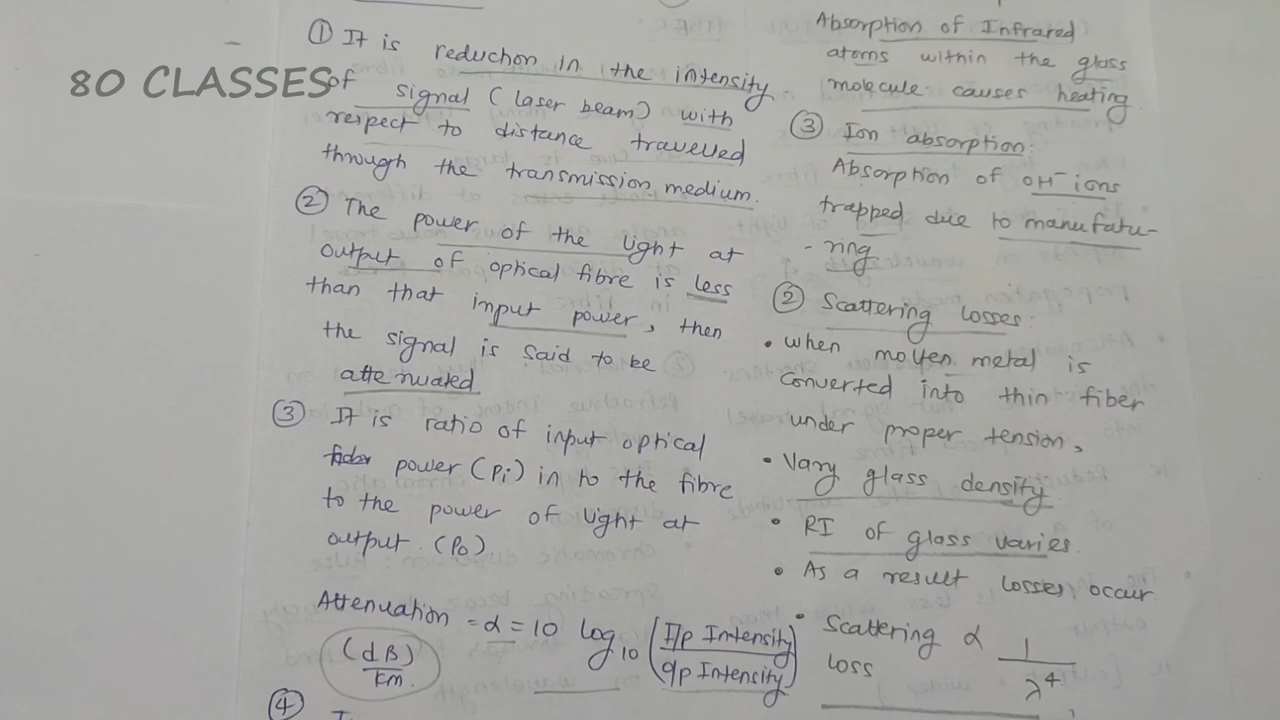 80 CLASSES
① It is reduction in the intensity
of signal (laser beam) with
respect to distance travelled
through the transmission medium.
② The power of the light at
output of optical fibre is less
than that input power, then
the signal is said to be
attenuated
③ It is ratio of input optical
power (Pi) in to the fibre
to the power of light at
output. (Po)
Attenuation = α = 10 log10 (I/p Intensity / o/p Intensity)
(dB/km.)
④
Absorption of Infrared
atoms within the glass
molecule causes heating
③ Ion absorption:
Absorption of OH⁻ ions
trapped due to manufatu-
- ring
② Scattering losses:
• when molten metal is
converted into thin fiber
under proper tension,
• Vary glass density.
• RI of glass varies.
• As a result losses occur.
• Scattering α 1/λ⁴
loss